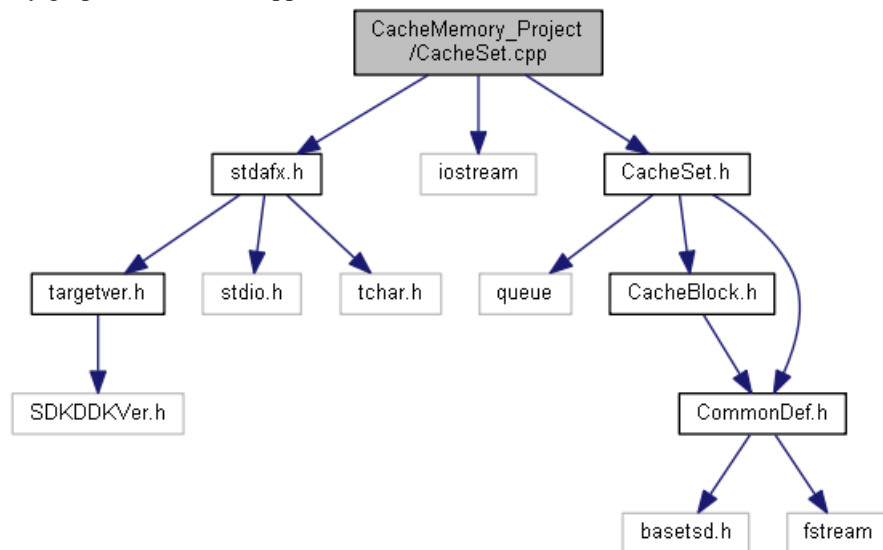 CacheMemory_Project
/CacheSet.cpp
stdafx.h
iostream
CacheSet.h
targetver.h
stdio.h
tchar.h
queue
CacheBlock.h
SDKDDKVer.h
CommonDef.h
basetsd.h
fstream